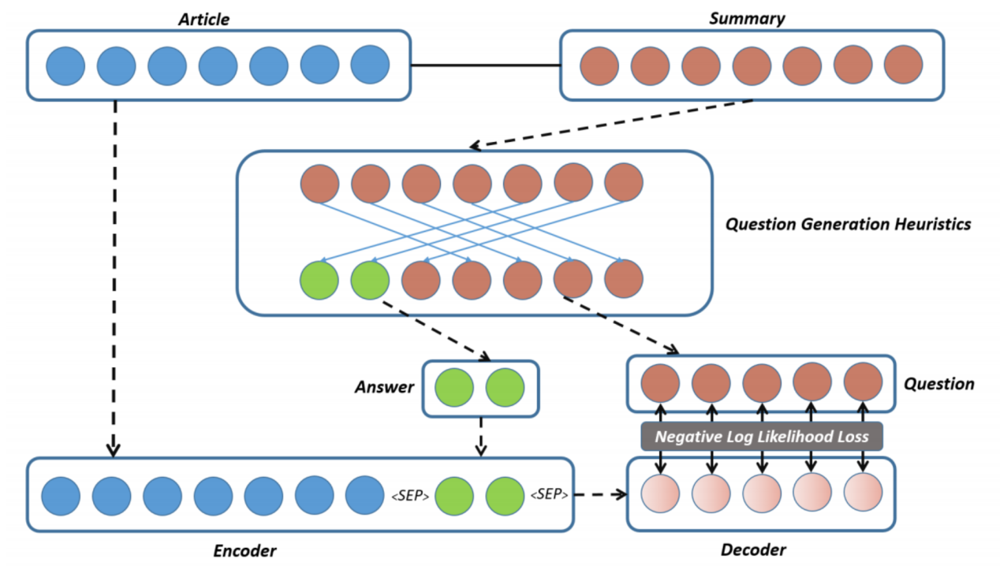 Article
Summary
Question Generation Heuristics
Answer
Question
Negative Log Likelihood Loss
<SEP>
<SEP>
Encoder
Decoder